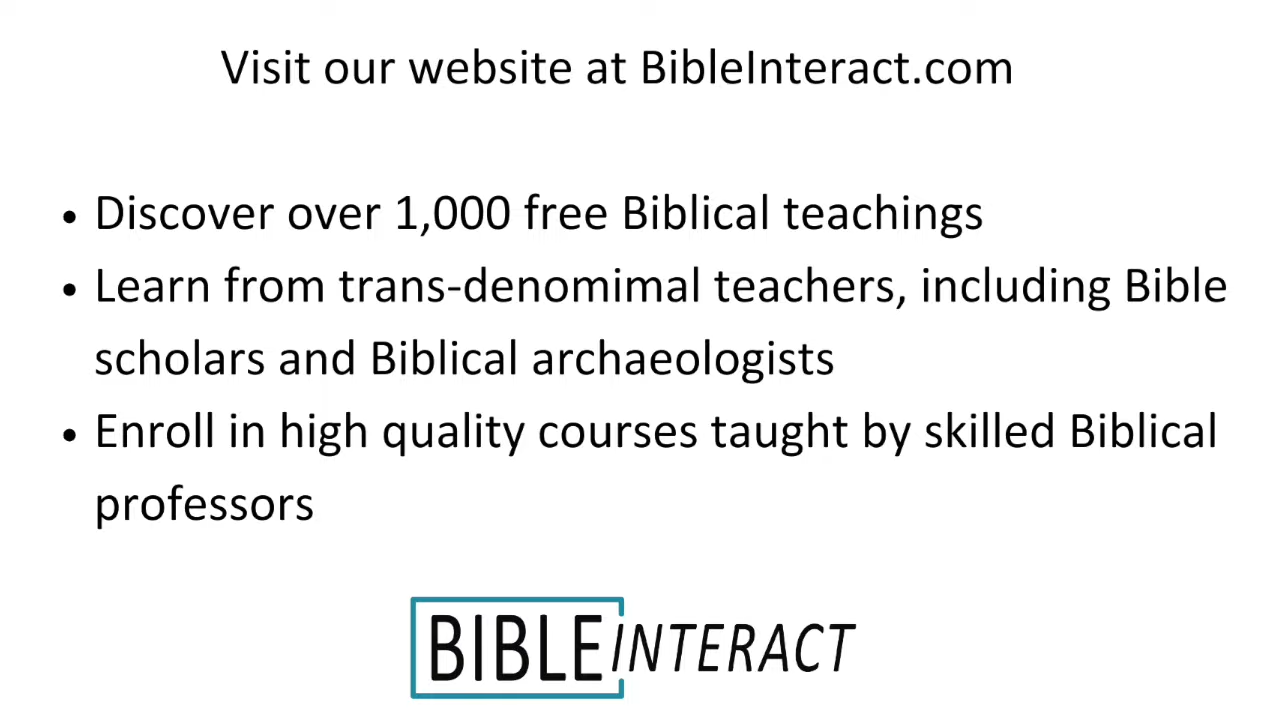 Visit our website at BibleInteract.com
• Discover over 1,000 free Biblical teachings
• Learn from trans-denomimal teachers, including Bible
scholars and Biblical archaeologists
• Enroll in high quality courses taught by skilled Biblical
professors
BIBLE INTERACT